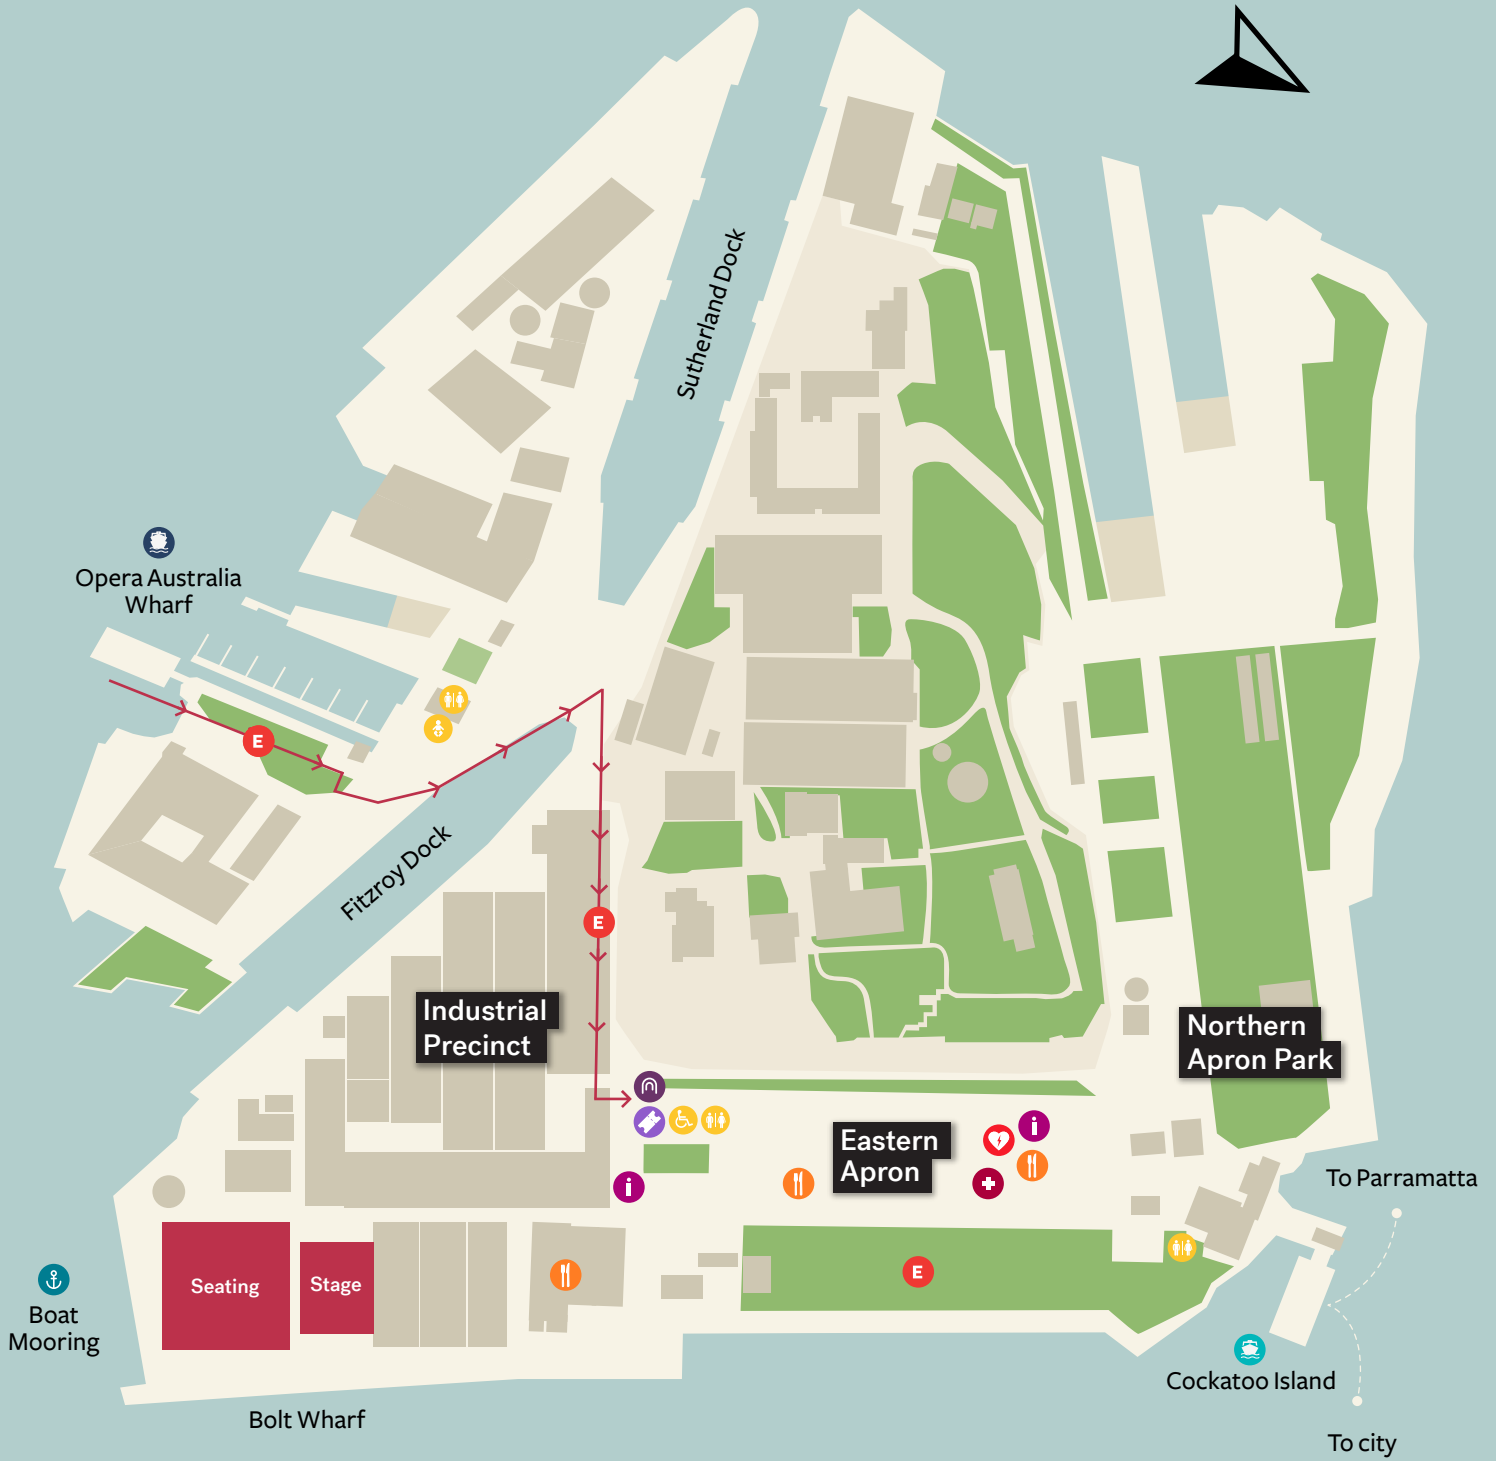 Sutherland Dock
Opera Australia
Wharf
E
Fitzroy Dock
E
Industrial
Precinct
Northern
Apron Park
Eastern
Apron
i
i
To Parramatta
Seating
Stage
E
Boat
Mooring
Cockatoo Island
Bolt Wharf
To city